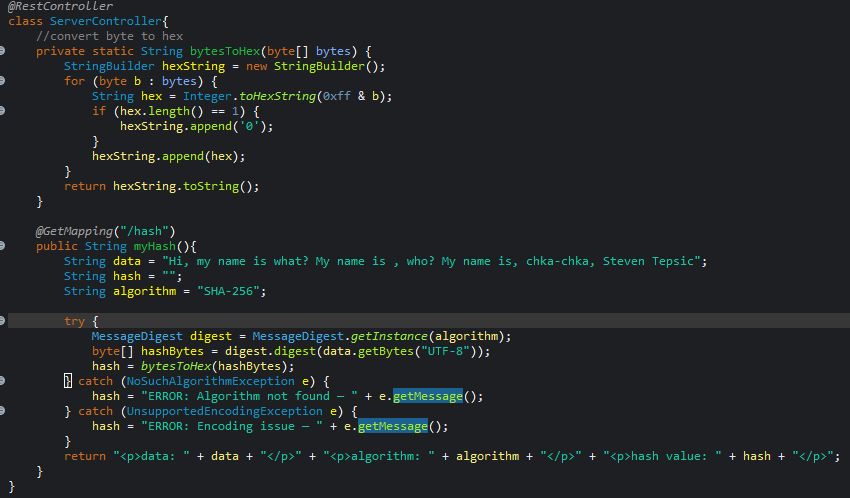 @RestController
class ServerController{
    //convert byte to hex
    private static String bytesToHex(byte[] bytes) {
        StringBuilder hexString = new StringBuilder();
        for (byte b : bytes) {
            String hex = Integer.toHexString(0xff & b);
            if (hex.length() == 1) {
                hexString.append('0');
            }
            hexString.append(hex);
        }
        return hexString.toString();
    }
    @GetMapping("/hash")
    public String myHash(){
        String data = "Hi, my name is what? My name is , who? My name is, chka-chka, Steven Tepsic";
        String hash = "";
        String algorithm = "SHA-256";
        try {
            MessageDigest digest = MessageDigest.getInstance(algorithm);
            byte[] hashBytes = digest.digest(data.getBytes("UTF-8"));
            hash = bytesToHex(hashBytes);
        } catch (NoSuchAlgorithmException e) {
            hash = "ERROR: Algorithm not found – " + e.getMessage();
        } catch (UnsupportedEncodingException e) {
            hash = "ERROR: Encoding issue – " + e.getMessage();
        }
        return "<p>data: " + data + "</p>" + "<p>algorithm: " + algorithm + "</p>" + "<p>hash value: " + hash + "</p>";
    }
}